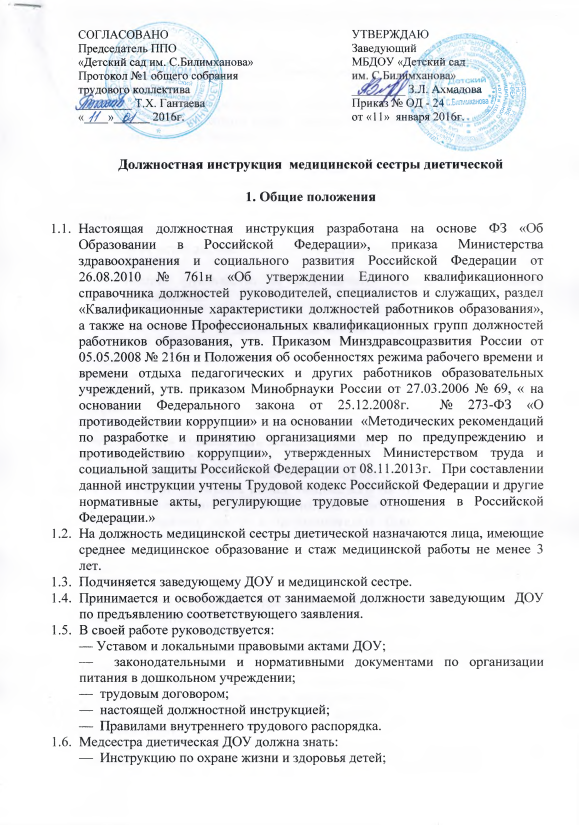 СОГЛАСОВАНО
Председатель ППО
«Детский сад им. С.Билимханова»
Протокол №1 общего собрания
трудового коллектива
__________ Т.Х. Гантаева
« 11 » 01 2016г.
УТВЕРЖДАЮ
Заведующий
МБДОУ «Детский сад
им. С.Билимханова»
________ З.Л. Ахмадова
Приказ № ОД - 24
от «11» января 2016г.
Должностная инструкция медицинской сестры диетической
1. Общие положения
1.1. Настоящая должностная инструкция разработана на основе ФЗ «Об
Образовании в Российской Федерации», приказа Министерства
здравоохранения и социального развития Российской Федерации от
26.08.2010 № 761н «Об утверждении Единого квалификационного
справочника должностей руководителей, специалистов и служащих, раздел
«Квалификационные характеристики должностей работников образования»,
а также на основе Профессиональных квалификационных групп должностей
работников образования, утв. Приказом Минздравсоцразвития России от
05.05.2008 № 216н и Положения об особенностях режима рабочего времени и
времени отдыха педагогических и других работников образовательных
учреждений, утв. приказом Минобрнауки России от 27.03.2006 № 69, « на
основании Федерального закона от 25.12.2008г. № 273-ФЗ «О
противодействии коррупции» и на основании «Методических рекомендаций
по разработке и принятию организациями мер по предупреждению и
противодействию коррупции», утвержденных Министерством труда и
социальной защиты Российской Федерации от 08.11.2013г. При составлении
данной инструкции учтены Трудовой кодекс Российской Федерации и другие
нормативные акты, регулирующие трудовые отношения в Российской
Федерации.»
1.2. На должность медицинской сестры диетической назначаются лица, имеющие
среднее медицинское образование и стаж медицинской работы не менее 3
лет.
1.3. Подчиняется заведующему ДОУ и медицинской сестре.
1.4. Принимается и освобождается от занимаемой должности заведующим ДОУ
по предъявлению соответствующего заявления.
1.5. В своей работе руководствуется:
— Уставом и локальными правовыми актами ДОУ;
— законодательными и нормативными документами по организации
питания в дошкольном учреждении;
— трудовым договором;
— настоящей должностной инструкцией;
— Правилами внутреннего трудового распорядка.
1.6. Медсестра диетическая ДОУ должна знать:
— Инструкцию по охране жизни и здоровья детей;